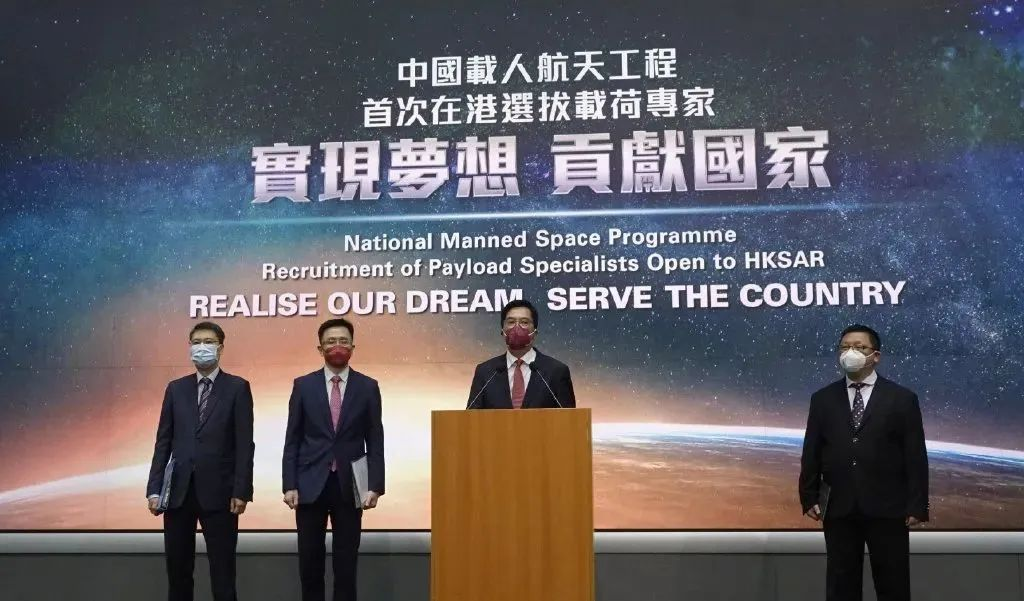 中國載人航天工程
首次在港選拔載荷專家
實現夢想 貢獻國家
National Manned Space Programme
Recruitment of Payload Specialists Open to HKSAR
REALISE OUR DREAM, SERVE THE COUNTRY